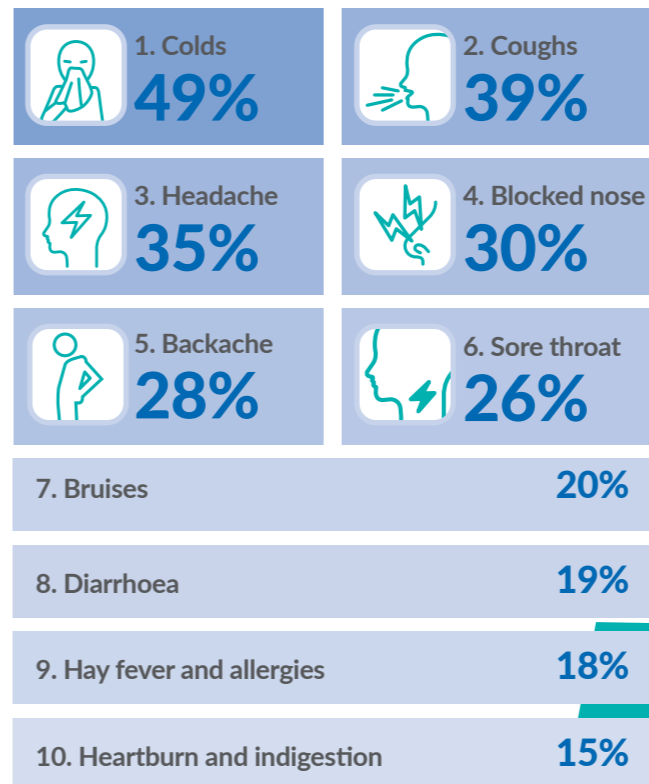 1. Colds
49%
2. Coughs
39%
3. Headache
35%
4. Blocked nose
30%
5. Backache
28%
6. Sore throat
26%
7. Bruises
20%
8. Diarrhoea
19%
9. Hay fever and allergies
18%
10. Heartburn and indigestion
15%